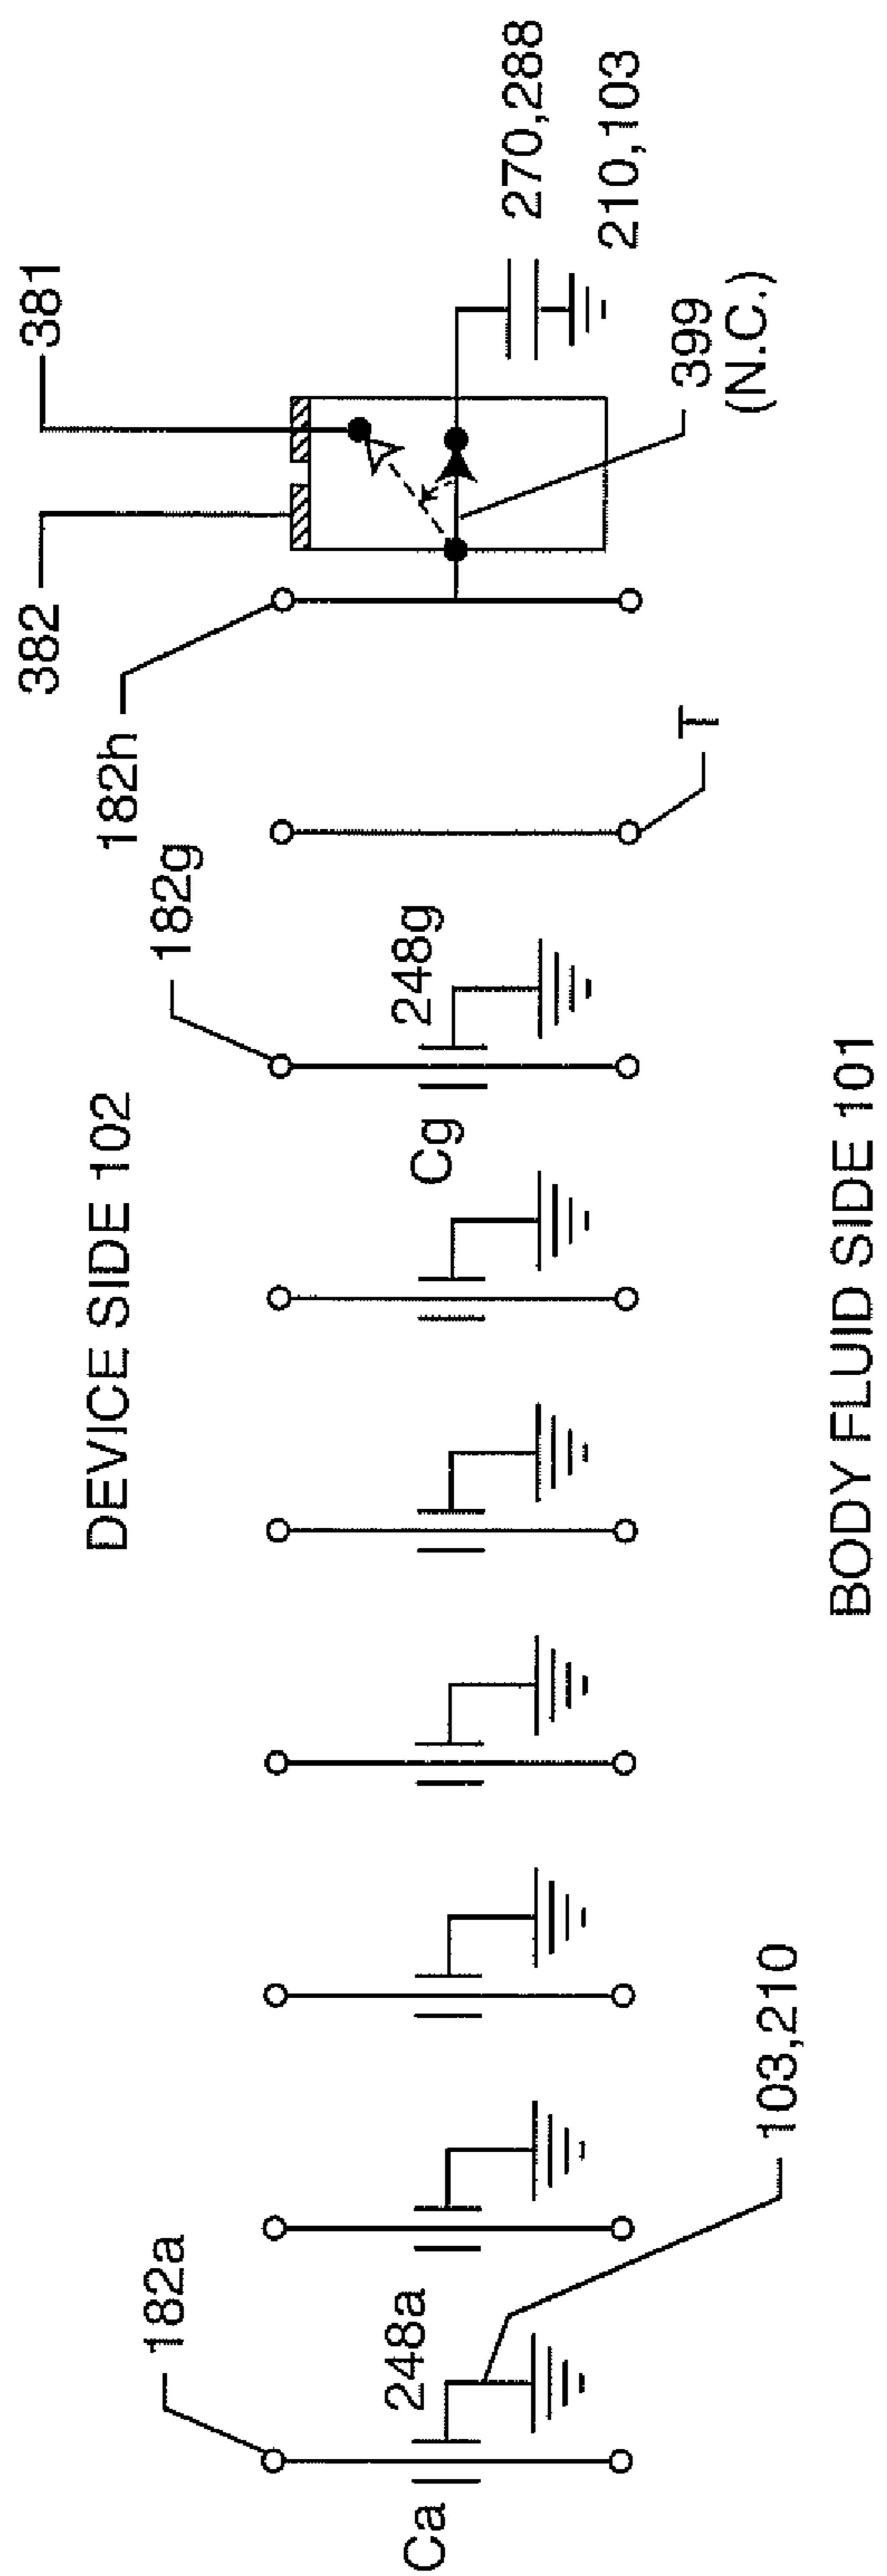 DEVICE SIDE 102
182a
182g
182h
382
381
Ca
248a
Cg
248g
270,288
210,103
103,210
T
399
(N.C.)
BODY FLUID SIDE 101